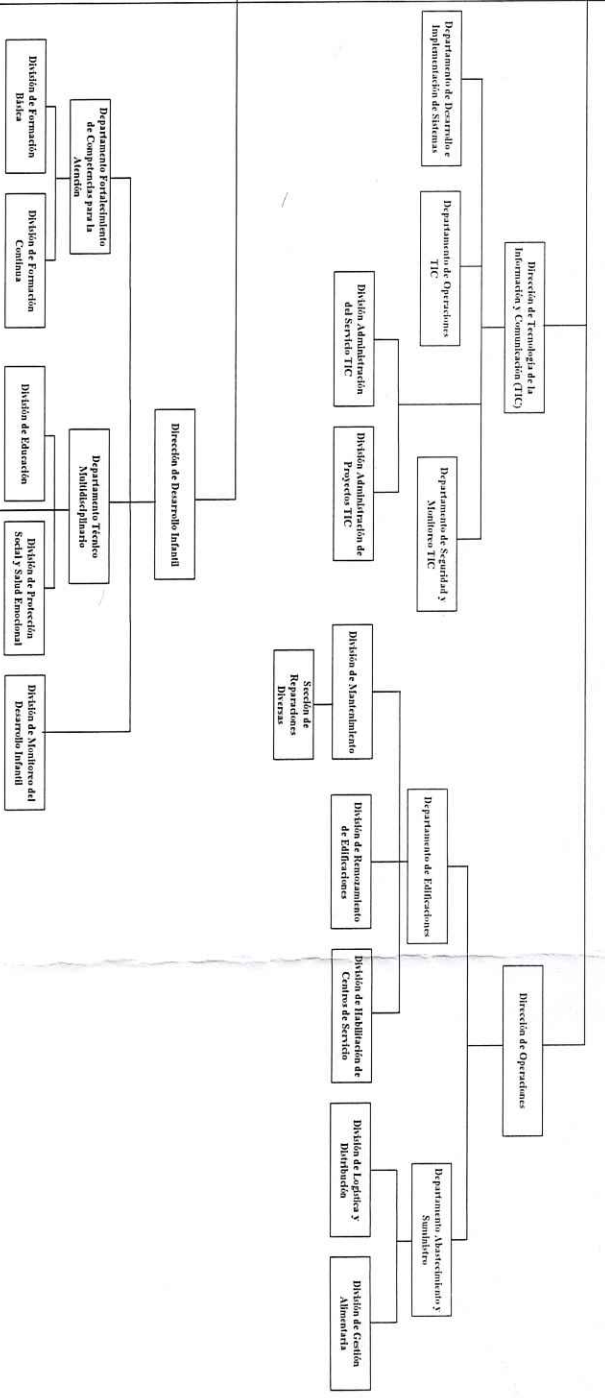 Dirección de Tecnología de la
Información y Comunicación (TIC)
Departamento de Desarrollo e
Implementación de Sistemas
Departamento de Operaciones
TIC
Departamento de Seguridad y
Monitoreo TIC
División Administración
del Servicio TIC
División Administración de
Proyectos TIC
Dirección de Operaciones
Departamento de Edificaciones
Departamento Abastecimiento y
Suministro
División de Mantenimiento
División de Remozamiento
de Edificaciones
División de Habilitación de
Centros de Servicio
División de Logística y
Distribución
División de Gestión
Alimentaria
Sección de
Reparaciones
Diversas
Dirección de Desarrollo Infantil
Departamento Fortalecimiento
de Competencias para la
Atención
Departamento Técnico
Multidisciplinario
División de Formación
Básica
División de Formación
Continua
División de Educación
División de Protección
Social y Salud Emocional
División de Monitoreo del
Desarrollo Infantil